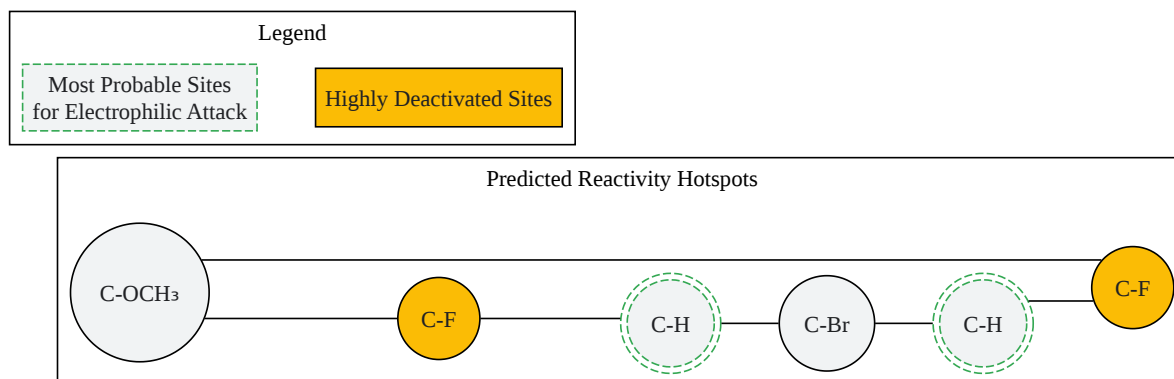 Legend
Most Probable Sites
for Electrophilic Attack
Highly Deactivated Sites
Predicted Reactivity Hotspots
C-OCH₃
C-F
C-H
C-Br
C-H
C-F